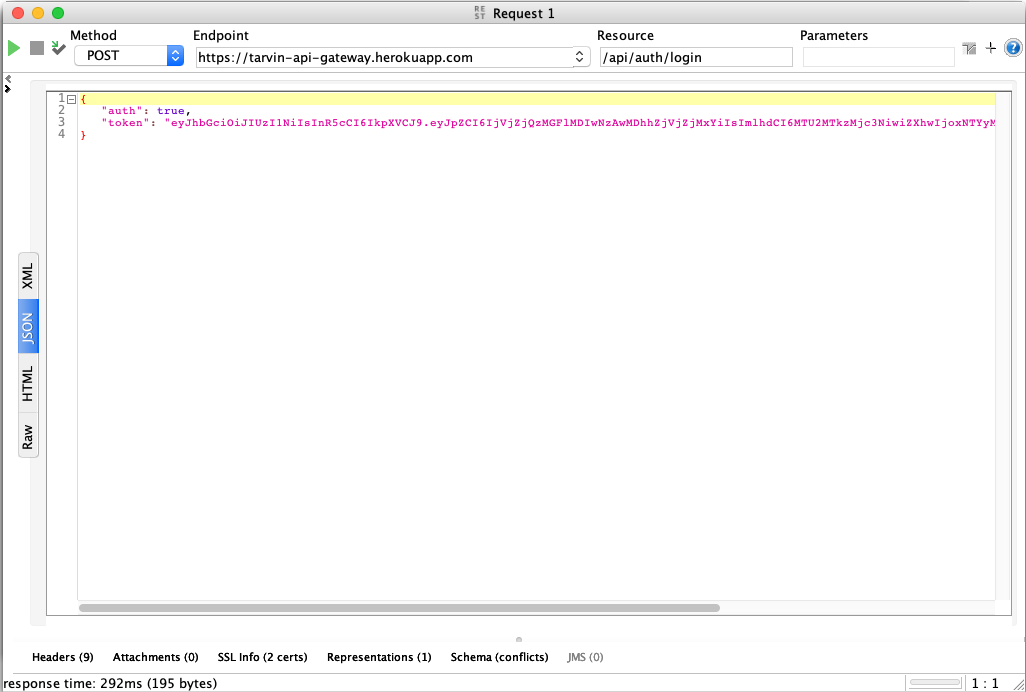 REST Request 1
Method Endpoint Resource Parameters
POST https://tarvin-api-gateway.herokuapp.com /api/auth/login
1 {
2 "auth": true,
3 "token": "eyJhbGciOiJIUzI1NiIsInR5cCI6IkpXVCJ9.eyJpZCI6IjVjZjQzMGFlMDIwNzAwMDhhZjVjZjMxYiIsImlhdCI6MTU2MTkzMjc3NiwiZXhwIjoxNTYyM
4 }
XML
JSON
HTML
Raw
Headers (9) Attachments (0) SSL Info (2 certs) Representations (1) Schema (conflicts) JMS (0)
response time: 292ms (195 bytes) 1 : 1